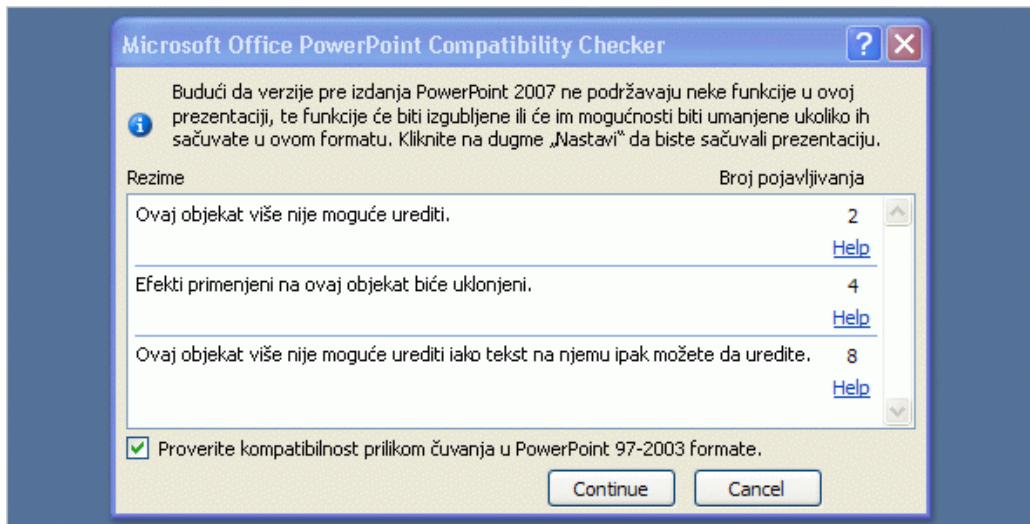 Microsoft Office PowerPoint Compatibility Checker
Budući da verzije pre izdanja PowerPoint 2007 ne podržavaju neke funkcije u ovoj
prezentaciji, te funkcije će biti izgubljene ili će im mogućnosti biti umanjene ukoliko ih
sačuvate u ovom formatu. Kliknite na dugme „Nastavi“ da biste sačuvali prezentaciju.
Rezime Broj pojavljivanja
Ovaj objekat više nije moguće urediti. 2
Help
Efekti primenjeni na ovaj objekat biće uklonjeni. 4
Help
Ovaj objekat više nije moguće urediti iako tekst na njemu ipak možete da uredite. 8
Help
Proverite kompatibilnost prilikom čuvanja u PowerPoint 97-2003 formate.
Continue Cancel